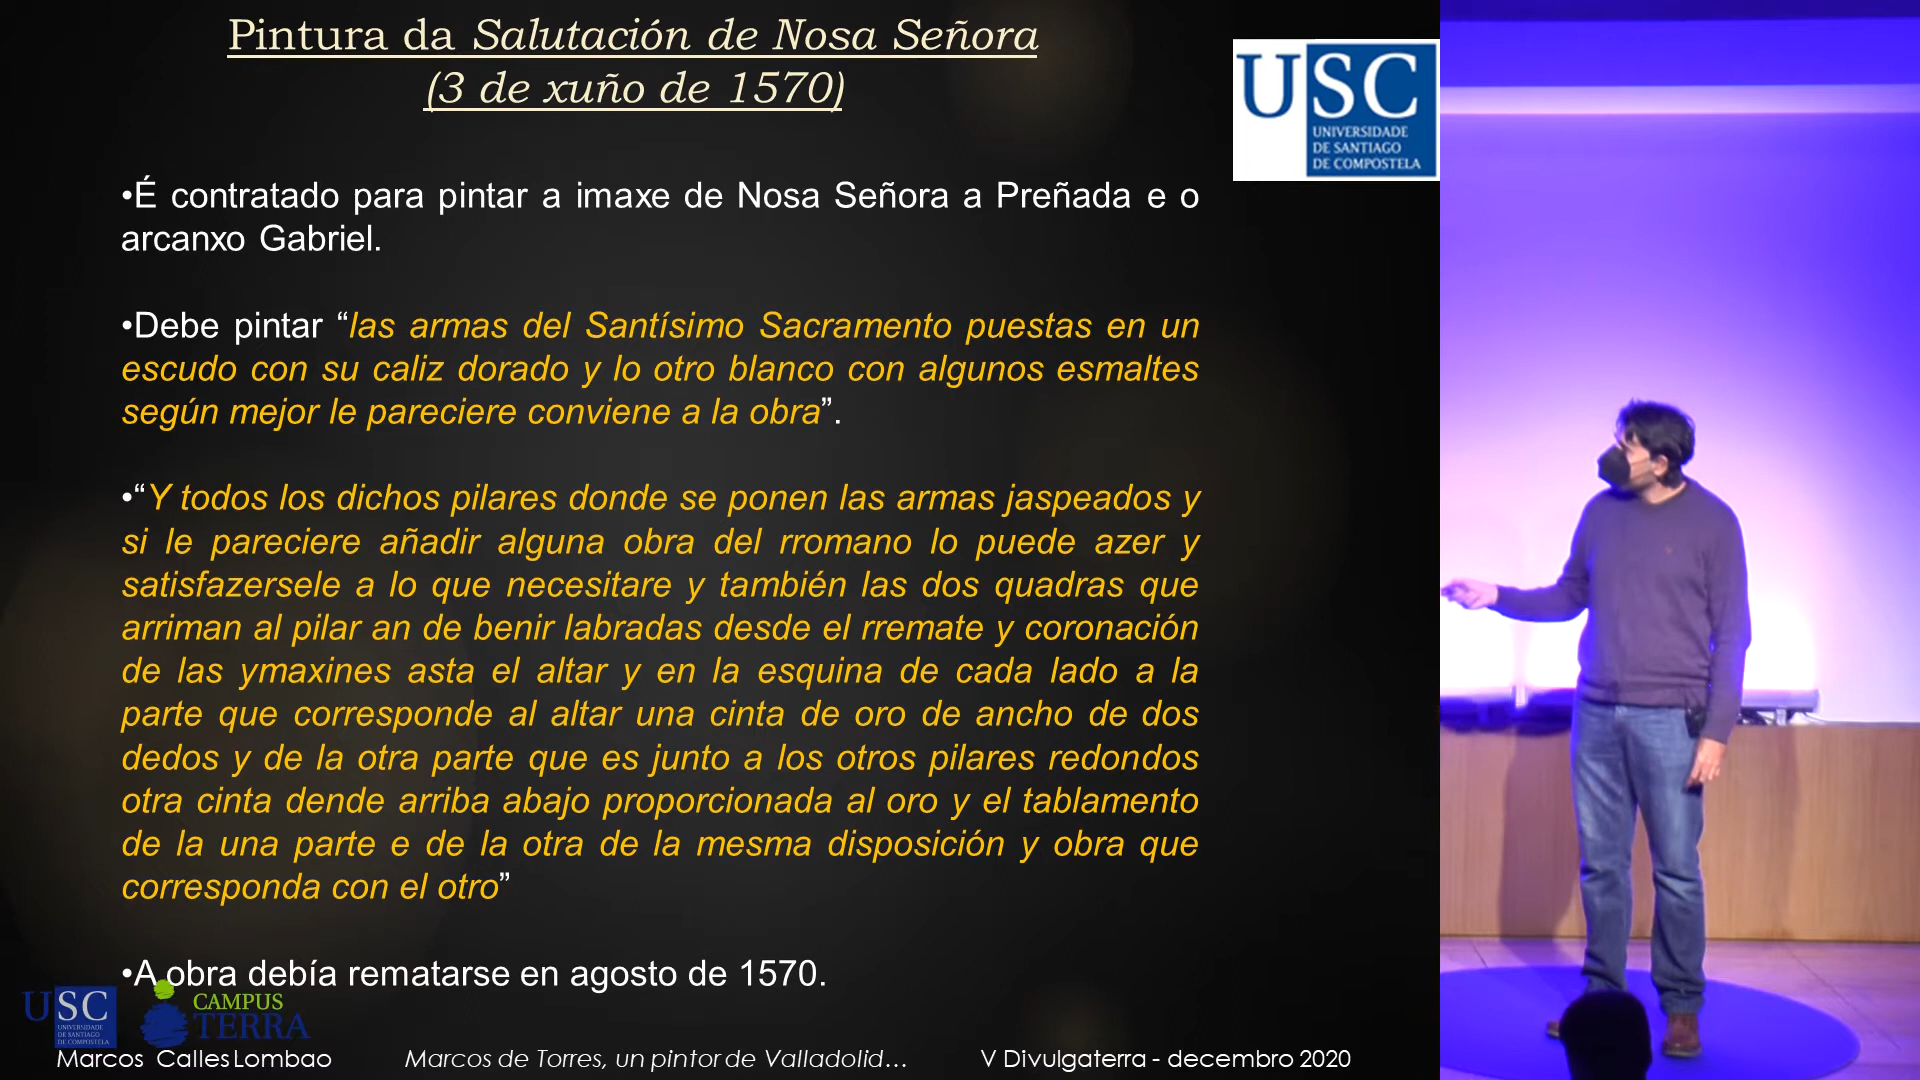 Pintura da Salutación de Nosa Señora
(3 de xuño de 1570)
USC
UNIVERSIDADE
DE SANTIAGO
DE COMPOSTELA
•É contratado para pintar a imaxe de Nosa Señora a Preñada e o
arcanxo Gabriel.
•Debe pintar “las armas del Santísimo Sacramento puestas en un
escudo con su caliz dorado y lo otro blanco con algunos esmaltes
según mejor le pareciere conviene a la obra”.
•“Y todos los dichos pilares donde se ponen las armas jaspeados y
si le pareciere añadir alguna obra del rromano lo puede azer y
satisfazersele a lo que necesitare y también las dos quadras que
arriman al pilar an de benir labradas desde el rremate y coronación
de las ymaxines asta el altar y en la esquina de cada lado a la
parte que corresponde al altar una cinta de oro de ancho de dos
dedos y de la otra parte que es junto a los otros pilares redondos
otra cinta dende arriba abajo proporcionada al oro y el tablamento
de la una parte e de la otra de la mesma disposición y obra que
corresponda con el otro”
•A obra debía rematarse en agosto de 1570.
USC
UNIVERSIDADE
DE SANTIAGO
DE COMPOSTELA
CAMPUS
TERRA
Marcos Calles Lombao
Marcos de Torres, un pintor de Valladolid...
V Divulgaterra - decembro 2020